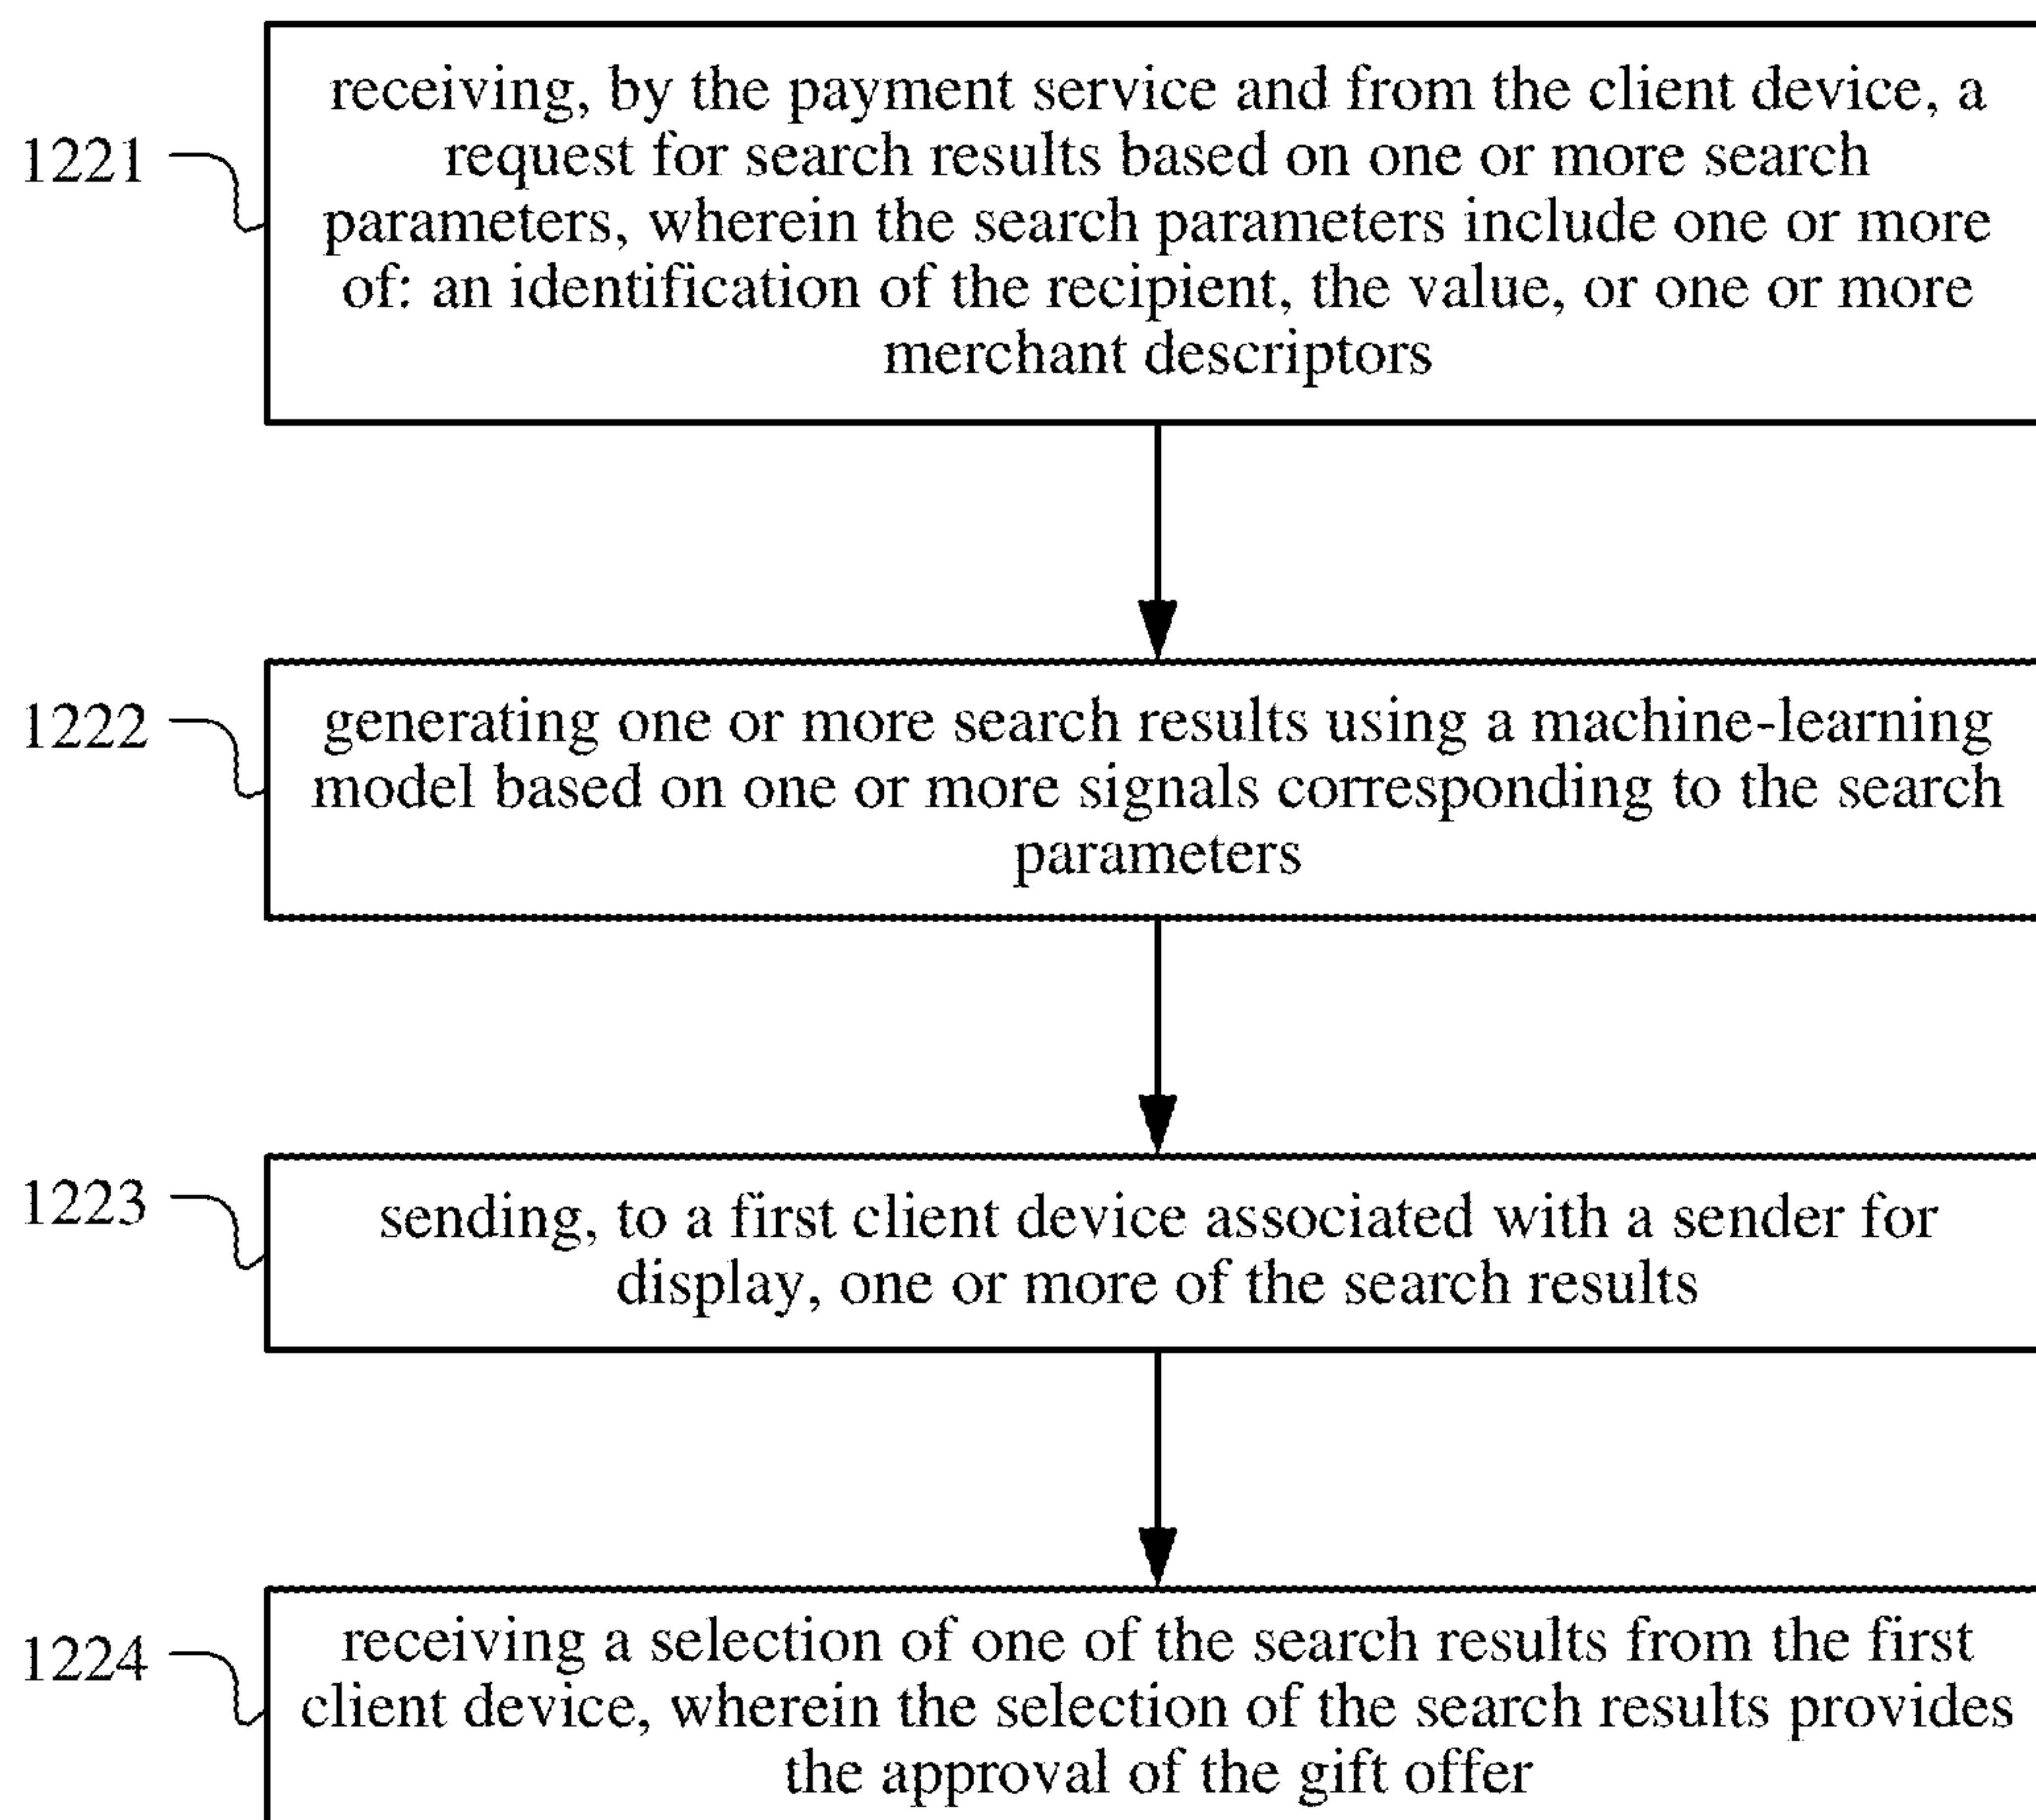 1221
receiving, by the payment service and from the client device, a
request for search results based on one or more search
parameters, wherein the search parameters include one or more
of: an identification of the recipient, the value, or one or more
merchant descriptors
1222
generating one or more search results using a machine-learning
model based on one or more signals corresponding to the search
parameters
1223
sending, to a first client device associated with a sender for
display, one or more of the search results
1224
receiving a selection of one of the search results from the first
client device, wherein the selection of the search results provides
the approval of the gift offer